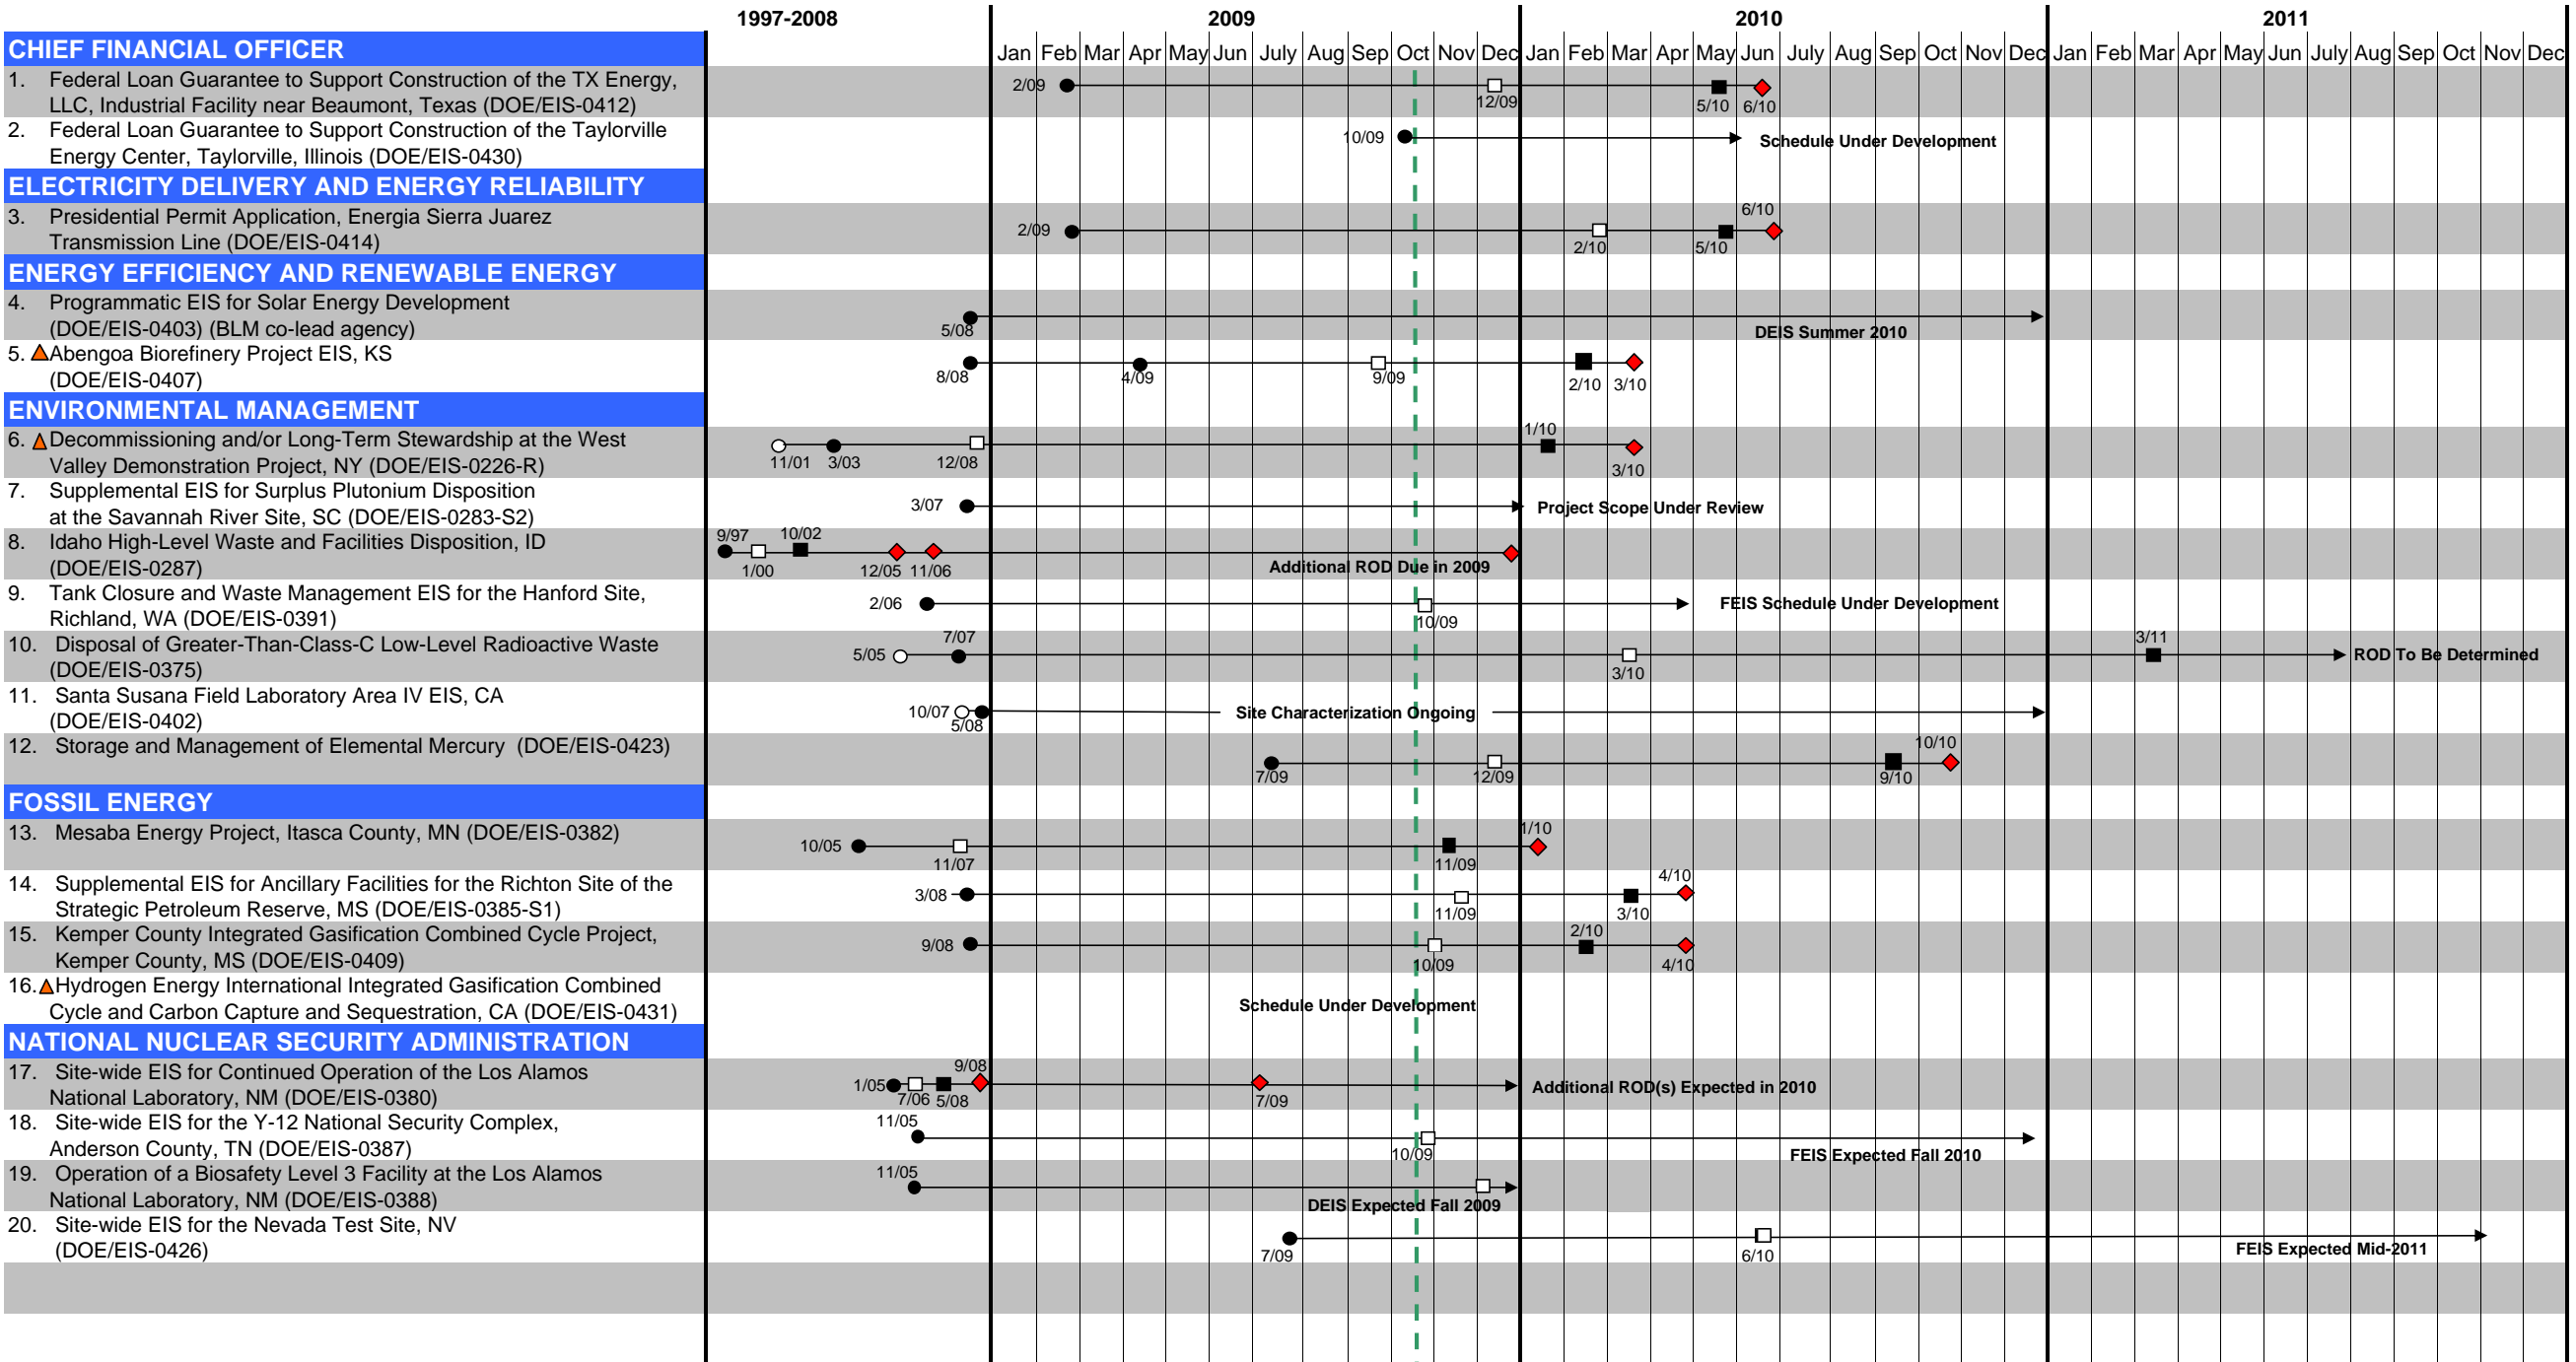 1997-2008 2009 2010 2011
CHIEF FINANCIAL OFFICER
Jan Feb Mar Apr May Jun July Aug Sep Oct Nov Dec Jan Feb Mar Apr May Jun July Aug Sep Oct Nov Dec Jan Feb Mar Apr May Jun July Aug Sep Oct Nov Dec
1. Federal Loan Guarantee to Support Construction of the TX Energy,
LLC, Industrial Facility near Beaumont, Texas (DOE/EIS-0412)
2/09 12/09 5/10 6/10
2. Federal Loan Guarantee to Support Construction of the Taylorville
Energy Center, Taylorville, Illinois (DOE/EIS-0430)
10/09 Schedule Under Development
ELECTRICITY DELIVERY AND ENERGY RELIABILITY
3. Presidential Permit Application, Energia Sierra Juarez
Transmission Line (DOE/EIS-0414)
2/09 2/10 5/10 6/10
ENERGY EFFICIENCY AND RENEWABLE ENERGY
4. Programmatic EIS for Solar Energy Development
(DOE/EIS-0403) (BLM co-lead agency)
5/08 DEIS Summer 2010
5. Abengoa Biorefinery Project EIS, KS
(DOE/EIS-0407)
8/08 4/09 9/09 2/10 3/10
ENVIRONMENTAL MANAGEMENT
6. Decommissioning and/or Long-Term Stewardship at the West
Valley Demonstration Project, NY (DOE/EIS-0226-R)
11/01 3/03 12/08 1/10 3/10
7. Supplemental EIS for Surplus Plutonium Disposition
at the Savannah River Site, SC (DOE/EIS-0283-S2)
3/07 Project Scope Under Review
8. Idaho High-Level Waste and Facilities Disposition, ID
(DOE/EIS-0287)
9/97 1/00 10/02 12/05 11/06 Additional ROD Due in 2009
9. Tank Closure and Waste Management EIS for the Hanford Site,
Richland, WA (DOE/EIS-0391)
2/06 10/09 FEIS Schedule Under Development
10. Disposal of Greater-Than-Class-C Low-Level Radioactive Waste
(DOE/EIS-0375)
5/05 7/07 3/10 3/11 ROD To Be Determined
11. Santa Susana Field Laboratory Area IV EIS, CA
(DOE/EIS-0402)
10/07 5/08 Site Characterization Ongoing
12. Storage and Management of Elemental Mercury (DOE/EIS-0423)
7/09 12/09 9/10 10/10
FOSSIL ENERGY
13. Mesaba Energy Project, Itasca County, MN (DOE/EIS-0382)
10/05 11/07 11/09 1/10
14. Supplemental EIS for Ancillary Facilities for the Richton Site of the
Strategic Petroleum Reserve, MS (DOE/EIS-0385-S1)
3/08 11/09 3/10 4/10
15. Kemper County Integrated Gasification Combined Cycle Project,
Kemper County, MS (DOE/EIS-0409)
9/08 10/09 2/10 4/10
16. Hydrogen Energy International Integrated Gasification Combined
Cycle and Carbon Capture and Sequestration, CA (DOE/EIS-0431)
Schedule Under Development
NATIONAL NUCLEAR SECURITY ADMINISTRATION
17. Site-wide EIS for Continued Operation of the Los Alamos
National Laboratory, NM (DOE/EIS-0380)
1/05 7/06 5/08 9/08 7/09 Additional ROD(s) Expected in 2010
18. Site-wide EIS for the Y-12 National Security Complex,
Anderson County, TN (DOE/EIS-0387)
11/05 10/09 FEIS Expected Fall 2010
19. Operation of a Biosafety Level 3 Facility at the Los Alamos
National Laboratory, NM (DOE/EIS-0388)
11/05 DEIS Expected Fall 2009
20. Site-wide EIS for the Nevada Test Site, NV
(DOE/EIS-0426)
7/09 6/10 FEIS Expected Mid-2011